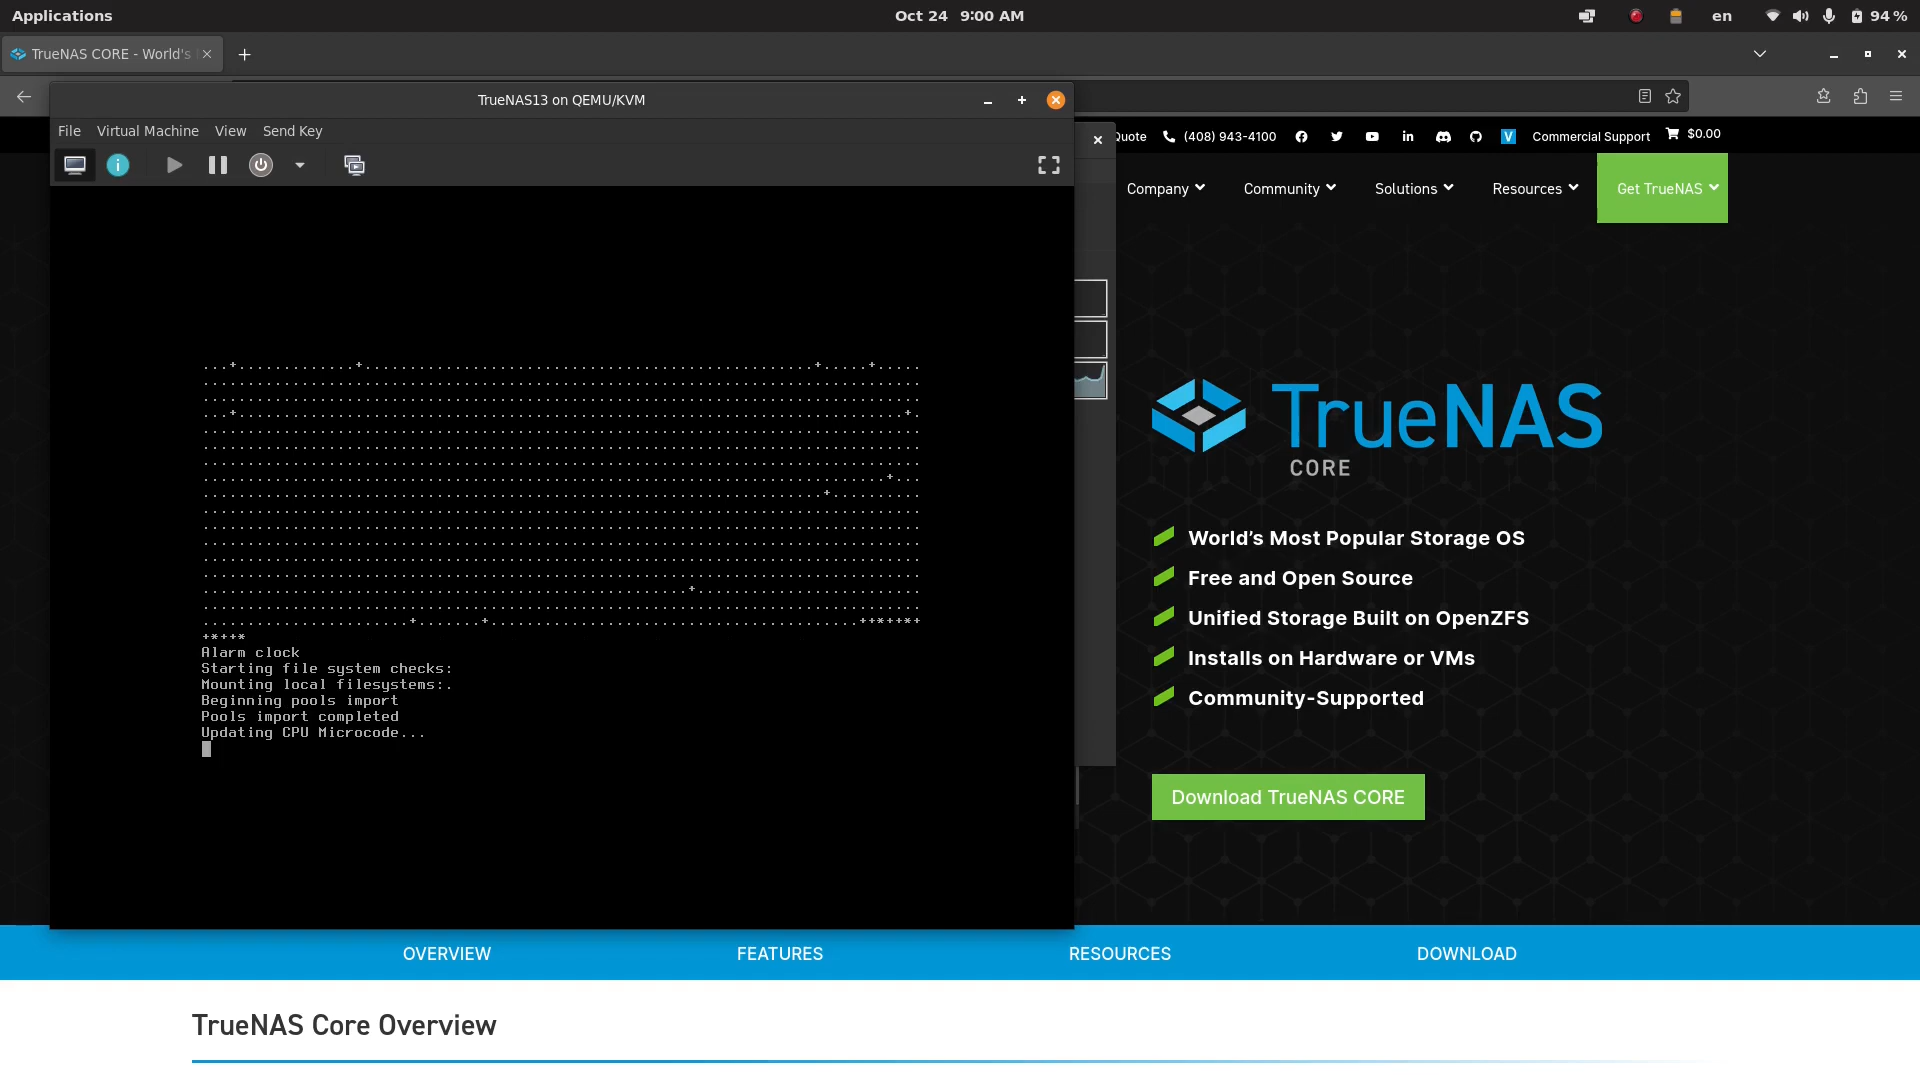 Applications
Oct 24 9:00 AM
en
94 %
TrueNAS CORE - World's
TrueNAS13 on QEMU/KVM
File Virtual Machine View Send Key
Quote (408) 943-4100 Commercial Support $0.00
Company Community Solutions Resources Get TrueNAS
Alarm clock
Starting file system checks:
Mounting local filesystems:.
Beginning pools import
Pools import completed
Updating CPU Microcode...
TrueNAS
CORE
World's Most Popular Storage OS
Free and Open Source
Unified Storage Built on OpenZFS
Installs on Hardware or VMs
Community-Supported
Download TrueNAS CORE
OVERVIEW FEATURES RESOURCES DOWNLOAD
TrueNAS Core Overview